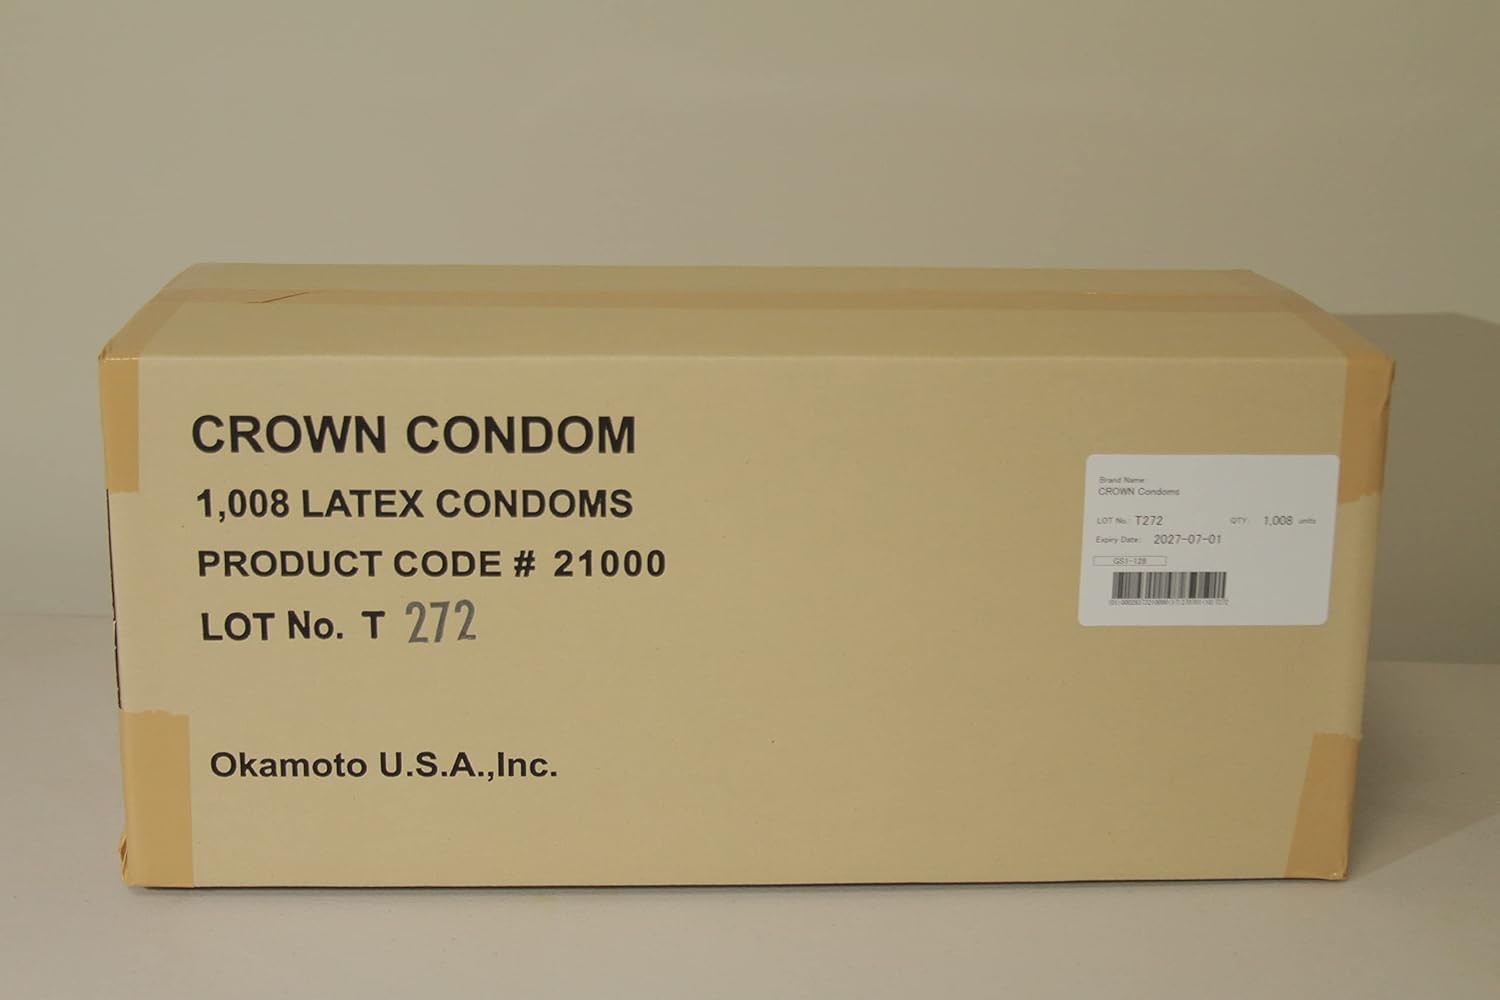 CROWN CONDOM
1,008 LATEX CONDOMS
PRODUCT CODE # 21000
LOT No. T 272
Okamoto U.S.A.,Inc.
Brand Name:
CROWN Condoms
LOT No.: T272 QTY: 1,008 units
Expiry Date: 2027-07-01
GS1-128